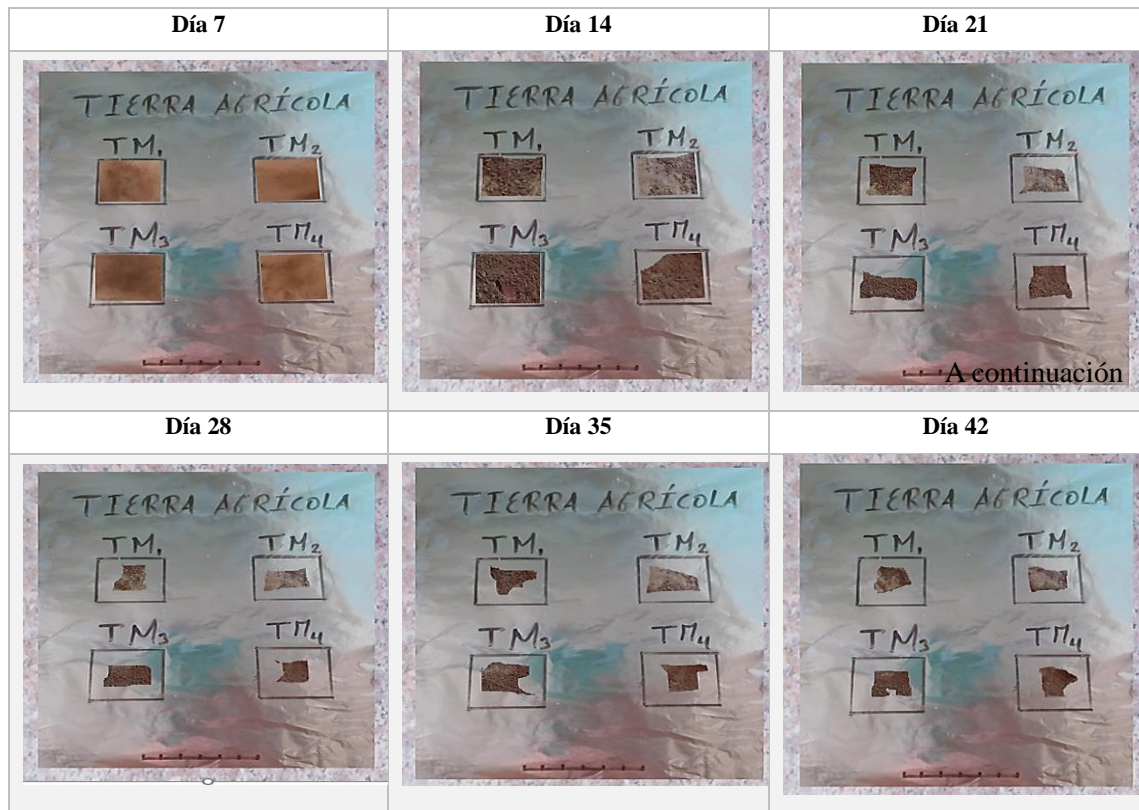 Día 7
Día 14
Día 21
TIERRA AGRÍCOLA
TM₁ TM₂
TM₃ TM₄
TIERRA AGRÍCOLA
TM₁ TM₂
TM₃ TM₄
TIERRA AGRÍCOLA
TM₁ TM₂
TM₃ TM₄
A continuación
Día 28
Día 35
Día 42
TIERRA AGRÍCOLA
TM₁ TM₂
TM₃ TM₄
TIERRA AGRÍCOLA
TM₁ TM₂
TM₃ TM₄
TIERRA AGRÍCOLA
TM₁ TM₂
TM₃ TM₄